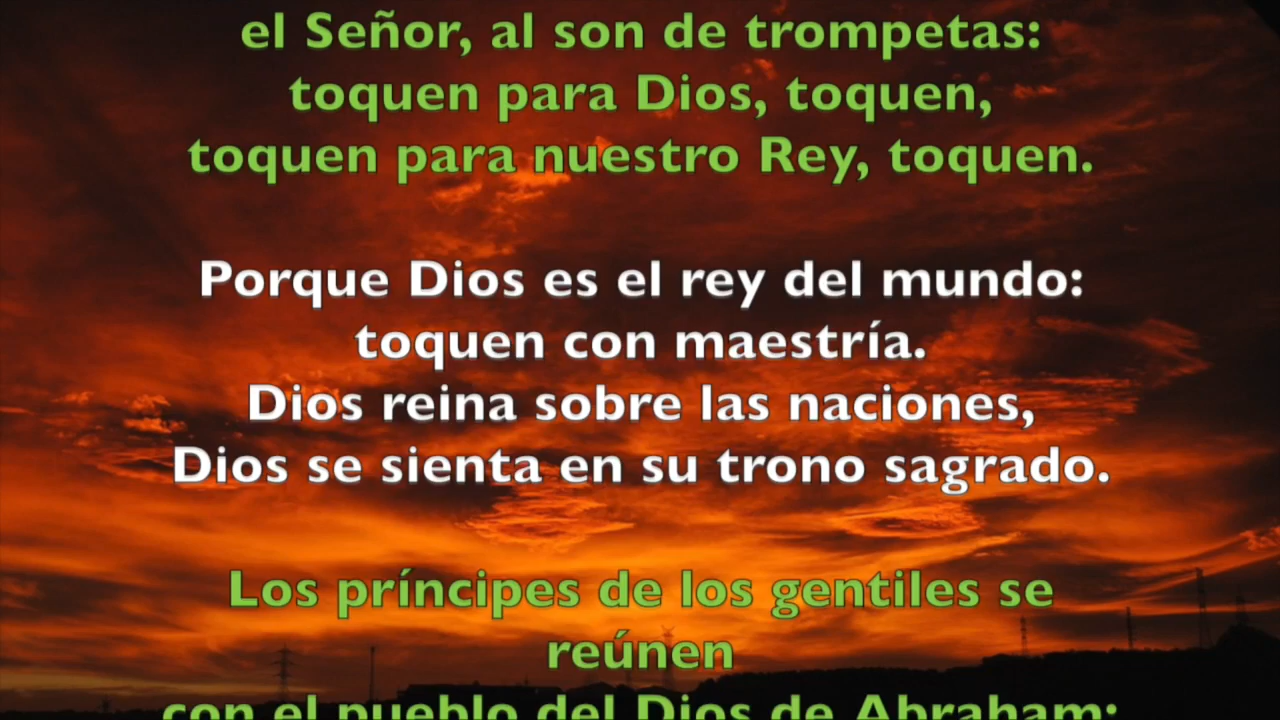 el Señor, al son de trompetas:
toquen para Dios, toquen,
toquen para nuestro Rey, toquen.
Porque Dios es el rey del mundo:
toquen con maestría.
Dios reina sobre las naciones,
Dios se sienta en su trono sagrado.
Los príncipes de los gentiles se
reúnen
con el pueblo del Dios de Abraham;